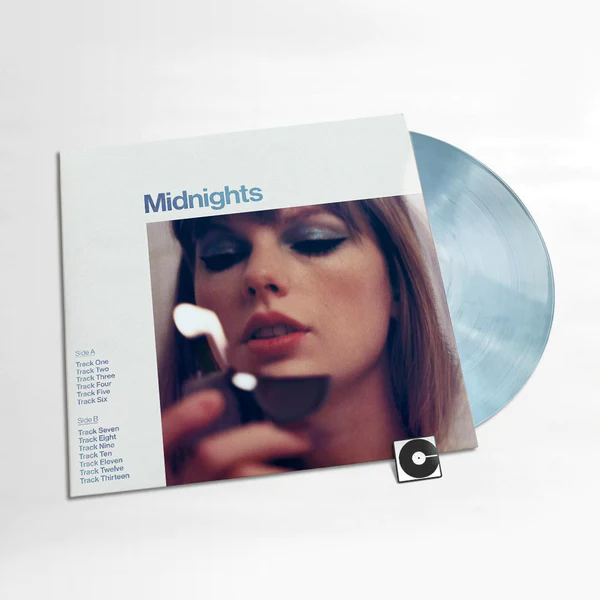 Midnights
Side A
Track One
Track Two
Track Three
Track Four
Track Five
Track Six
Side B
Track Seven
Track Eight
Track Nine
Track Ten
Track Eleven
Track Twelve
Track Thirteen